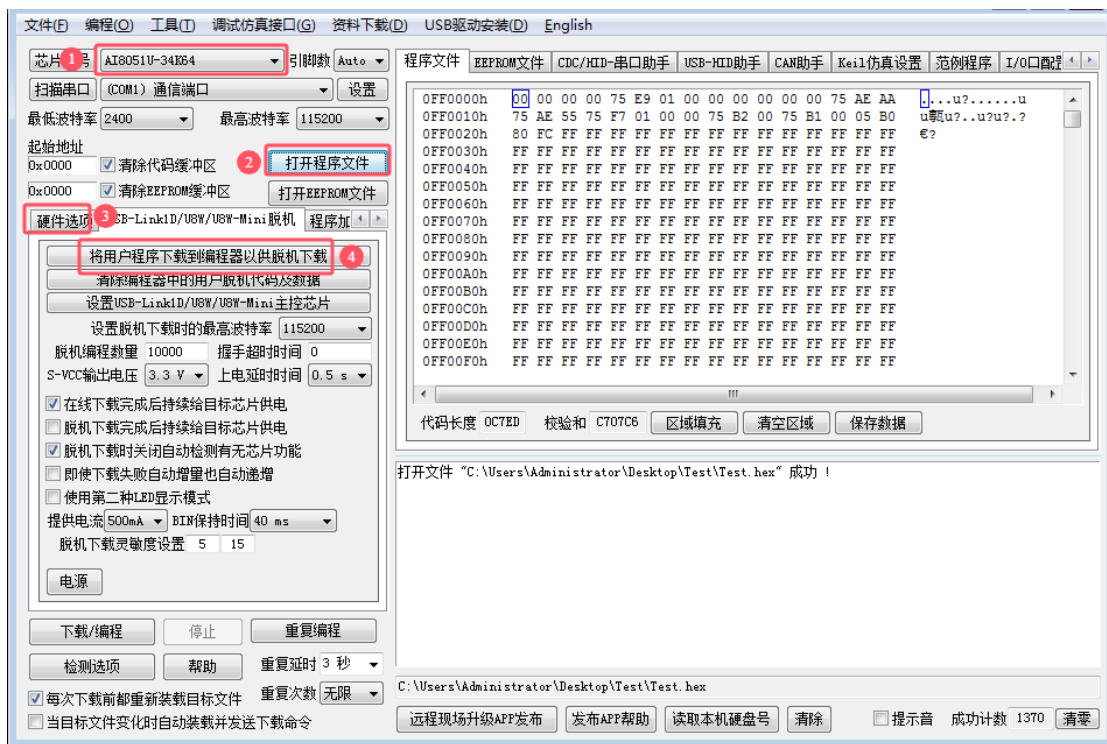 文件(F) 编程(O) 工具(T) 调试仿真接口(G) 资料下载(D) USB驱动安装(D) English
芯片 1 号 AI8051U-34K64 引脚数 Auto
扫描串口 (COM1) 通信端口 设置
最低波特率 2400 最高波特率 115200
起始地址
0x0000 清除代码缓冲区 2 打开程序文件
0x0000 清除EEPROM缓冲区 打开EEPROM文件
硬件选项 3 SB-Link1D/U8W/U8W-Mini脱机 程序加
将用户程序下载到编程器以供脱机下载 4
清除编程器中的用户脱机代码及数据
设置USB-Link1D/U8W/U8W-Mini主控芯片
设置脱机下载时的最高波特率 115200
脱机编程数量 10000 握手超时时间 0
S-VCC输出电压 3.3 V 上电延时时间 0.5 s
在线下载完成后持续给目标芯片供电
脱机下载完成后持续给目标芯片供电
脱机下载时关闭自动检测有无芯片功能
即使下载失败自动增量也自动递增
使用第二种LED显示模式
提供电流 500mA BIN保持时间 40 ms
脱机下载灵敏度设置 5 15
电源
下载/编程 停止 重复编程
检测选项 帮助 重复延时 3 秒
每次下载前都重新装载目标文件 重复次数 无限
当目标文件变化时自动装载并发送下载命令
程序文件 EEPROM文件 CDC/HID-串口助手 USB-HID助手 CAN助手 Keil仿真设置 范例程序 I/O口配
0FF0000h 00 00 00 00 75 E9 01 00 00 00 00 00 00 75 AE AA ....u?......u
0FF0010h 75 AE 55 75 F7 01 00 00 75 B2 00 75 B1 00 05 B0 u甊u?..u?u?.?
0FF0020h 80 FC FF FF FF FF FF FF FF FF FF FF FF FF FF FF €?
0FF0030h FF FF FF FF FF FF FF FF FF FF FF FF FF FF FF FF
0FF0040h FF FF FF FF FF FF FF FF FF FF FF FF FF FF FF FF
0FF0050h FF FF FF FF FF FF FF FF FF FF FF FF FF FF FF FF
0FF0060h FF FF FF FF FF FF FF FF FF FF FF FF FF FF FF FF
0FF0070h FF FF FF FF FF FF FF FF FF FF FF FF FF FF FF FF
0FF0080h FF FF FF FF FF FF FF FF FF FF FF FF FF FF FF FF
0FF0090h FF FF FF FF FF FF FF FF FF FF FF FF FF FF FF FF
0FF00A0h FF FF FF FF FF FF FF FF FF FF FF FF FF FF FF FF
0FF00B0h FF FF FF FF FF FF FF FF FF FF FF FF FF FF FF FF
0FF00C0h FF FF FF FF FF FF FF FF FF FF FF FF FF FF FF FF
0FF00D0h FF FF FF FF FF FF FF FF FF FF FF FF FF FF FF FF
0FF00E0h FF FF FF FF FF FF FF FF FF FF FF FF FF FF FF FF
0FF00F0h FF FF FF FF FF FF FF FF FF FF FF FF FF FF FF FF
代码长度 0C7ED 校验和 C707C6 区域填充 清空区域 保存数据
打开文件 “C:\Users\Administrator\Desktop\Test\Test.hex” 成功 !
C:\Users\Administrator\Desktop\Test\Test.hex
远程现场升级APP发布 发布APP帮助 读取本机硬盘号 清除 提示音 成功计数 1370 清零